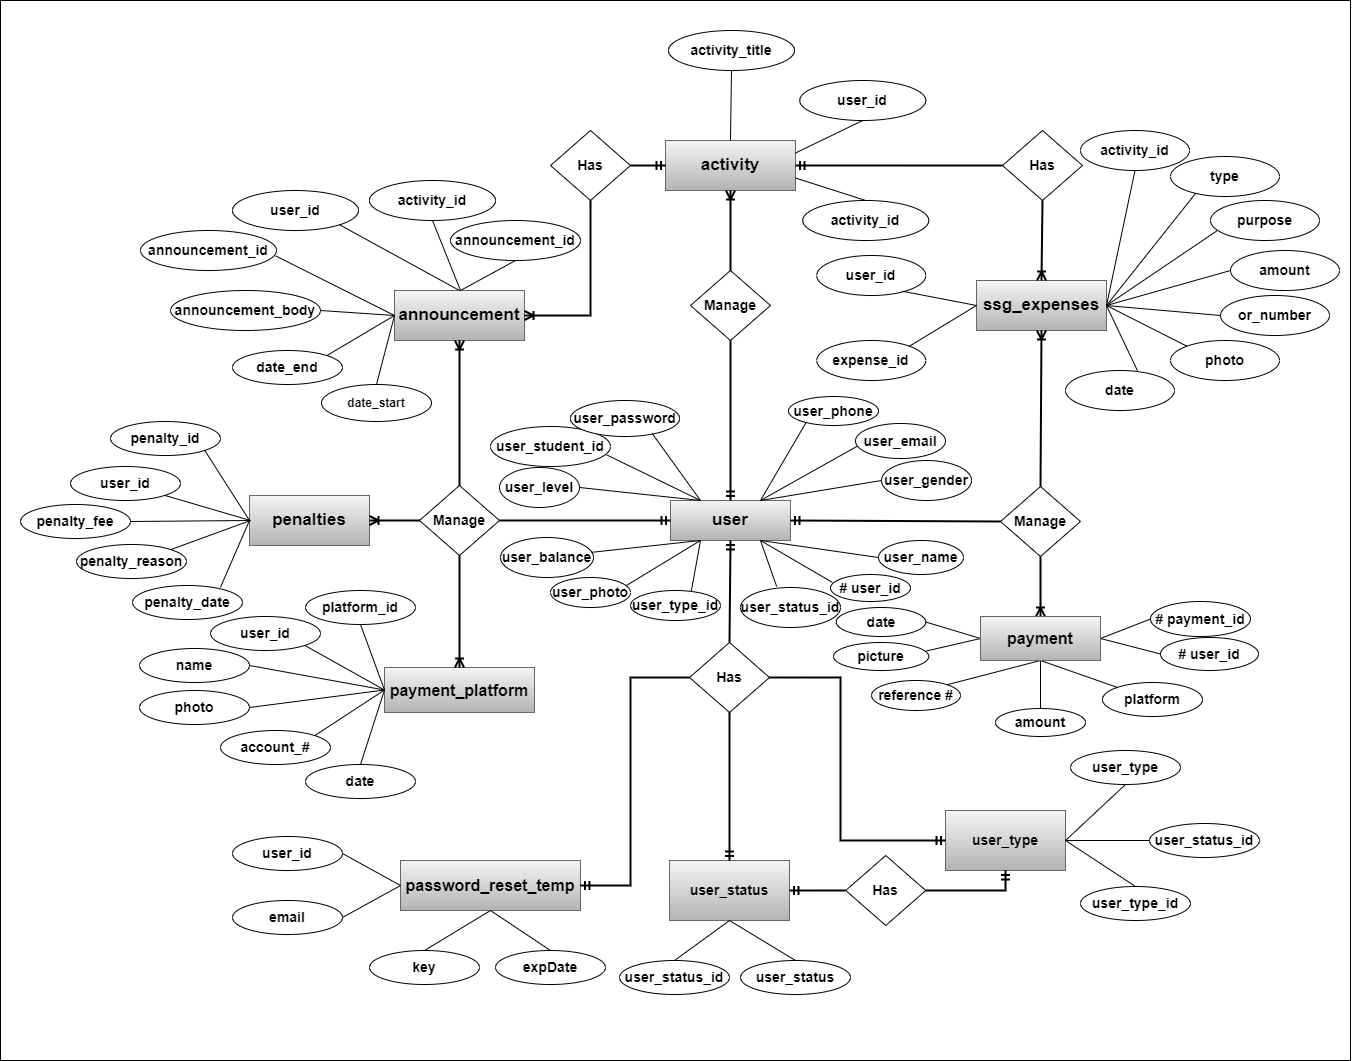 activity_title
user_id
activity
Has
Has
activity_id
type
purpose
amount
or_number
photo
date
activity_id
user_id
activity_id
announcement_id
announcement_id
announcement_body
date_end
date_start
announcement
Manage
user_id
expense_id
ssg_expenses
penalty_id
user_id
penalty_fee
penalty_reason
penalty_date
penalties
Manage
user_password
user_student_id
user_level
user_phone
user_email
user_gender
user
user_balance
user_photo
user_type_id
user_status_id
# user_id
user_name
Manage
date
picture
reference #
amount
platform
# user_id
# payment_id
payment
platform_id
user_id
name
photo
account_#
date
payment_platform
Has
user_type
user_status_id
user_type_id
user_type
user_id
email
key
expDate
password_reset_temp
user_status
Has
user_status_id
user_status